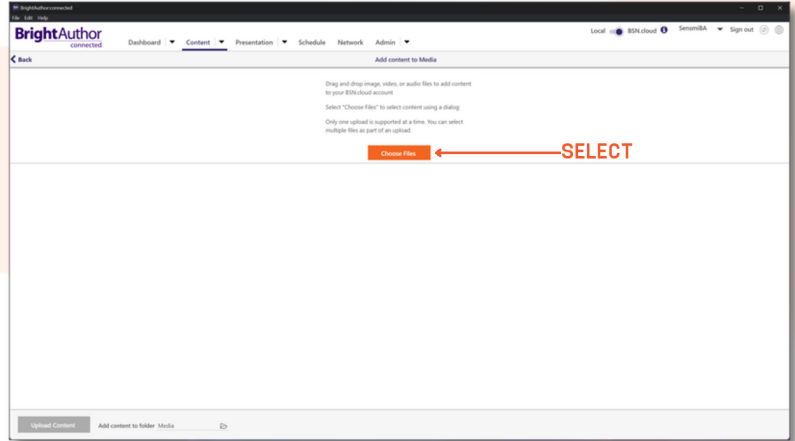 BrightAuthor:connected
File Edit Help
BrightAuthor
connected
Dashboard Content Presentation Schedule Network Admin
Local BSN.cloud SensmiBA Sign out
Back
Add content to Media
Drag and drop image, video, or audio files to add content
to your BSN.cloud account
Select "Choose Files" to select content using a dialog
Only one upload is supported at a time. You can select
multiple files as part of an upload.
Choose Files
SELECT
Upload Content
Add content to folder Media